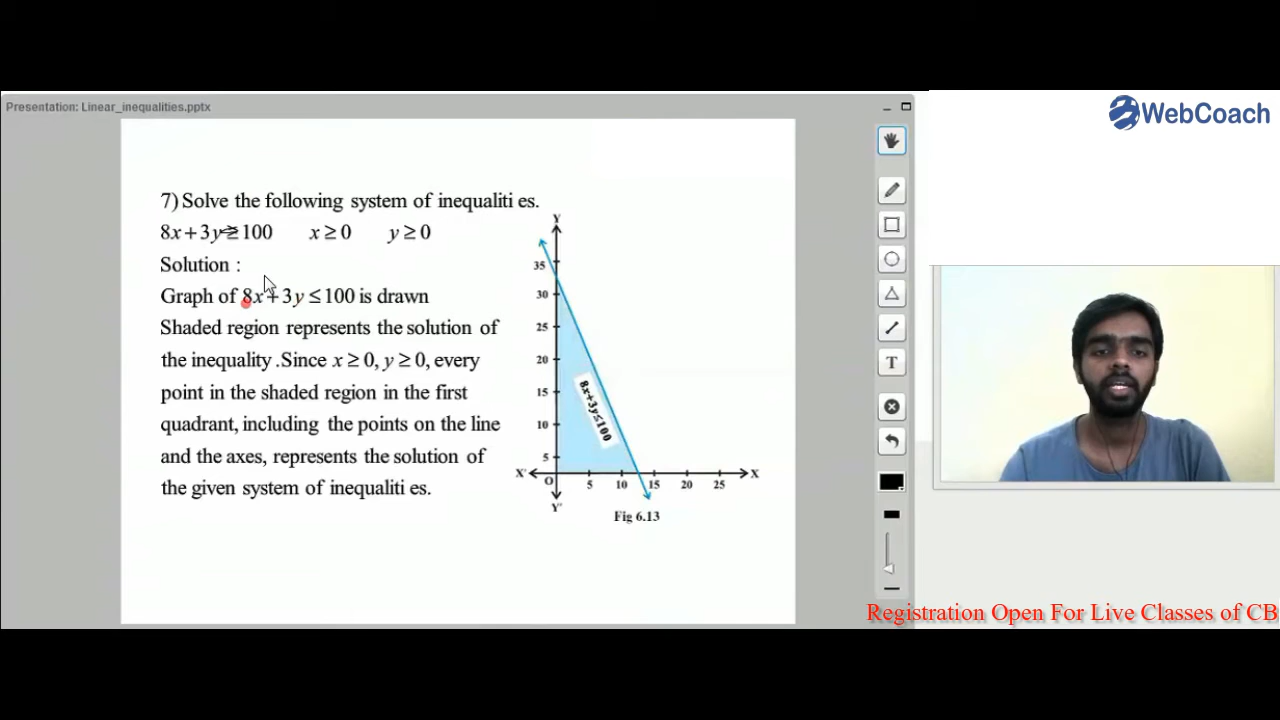 Presentation: Linear_inequalities.pptx
WebCoach
7) Solve the following system of inequaliti es.
8x + 3y ≥ 100 x ≥ 0 y ≥ 0
Solution :
Graph of 8x + 3y ≤ 100 is drawn
Shaded region represents the solution of
the inequality .Since x ≥ 0, y ≥ 0, every
point in the shaded region in the first
quadrant, including the points on the line
and the axes, represents the solution of
the given system of inequaliti es.
Y
35
30
25
20
15
10
5
8x+3y≤100
X' O 5 10 15 20 25 X
Y'
Fig 6.13
T
Registration Open For Live Classes of CB